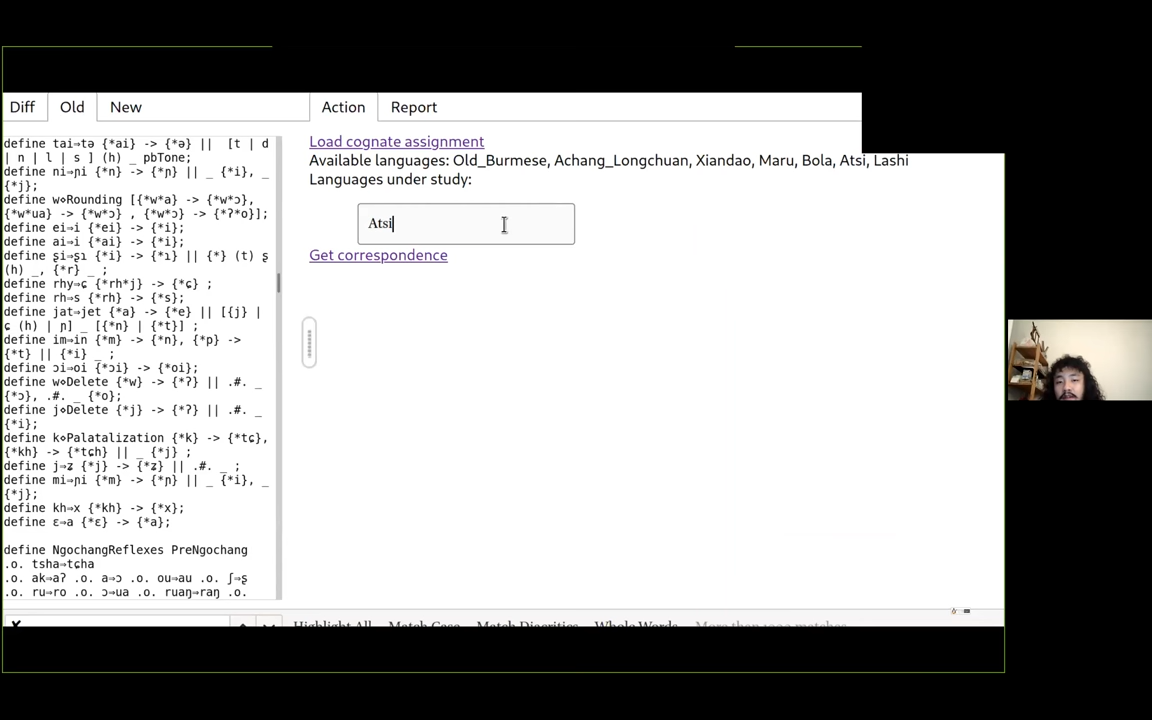 Diff Old New Action Report
define tai⇒tə {*ai} -> {*ə} || [t | d
| n | l | s ] (h) _ pbTone;
define ni⇒ɲi {*n} -> {*ɲ} || _ {*i}, _
{*j};
define w⋄Rounding [{*w*a} -> {*w*ɔ},
{*w*ua} -> {*w*ɔ} , {*w*ɔ} -> {*ʔ*o}];
define ei⇒i {*ei} -> {*i};
define ai⇒i {*ai} -> {*i};
define ʂi⇒ʂı {*i} -> {*ı} || {*} (t) ʂ
(h) _, {*r} _ ;
define rhy⇒ɕ {*rh*j} -> {*ɕ} ;
define rh⇒s {*rh} -> {*s};
define jat⇒jet {*a} -> {*e} || [{j} |
ɕ (h) | ɲ] _ [{*n} | {*t}] ;
define im⇒in {*m} -> {*n}, {*p} ->
{*t} || {*i} _ ;
define ɔi⇒oi {*ɔi} -> {*oi};
define w⋄Delete {*w} -> {*ʔ} || .#. _
{*ɔ}, .#. _ {*o};
define j⋄Delete {*j} -> {*ʔ} || .#. _
{*i};
define k⋄Palatalization {*k} -> {*tɕ},
{*kh} -> {*tɕh} || _ {*j} ;
define j⇒ʑ {*j} -> {*ʑ} || .#. _ ;
define mi⇒ɲi {*m} -> {*ɲ} || _ {*i}, _
{*j};
define kh⇒x {*kh} -> {*x};
define ɛ⇒a {*ɛ} -> {*a};
define NgochangReflexes PreNgochang
.o. tsha⇒tɕha
.o. ak⇒aʔ .o. a⇒ɔ .o. ou⇒au .o. ʃ⇒ʂ
.o. ru⇒ro .o. ɔ⇒ua .o. ruaŋ⇒raŋ .o.
Load cognate assignment
Available languages: Old_Burmese, Achang_Longchuan, Xiandao, Maru, Bola, Atsi, Lashi
Languages under study:
Atsi
Get correspondence
Highlight All Match Case Match Diacritics Whole Words More than 1000 matches